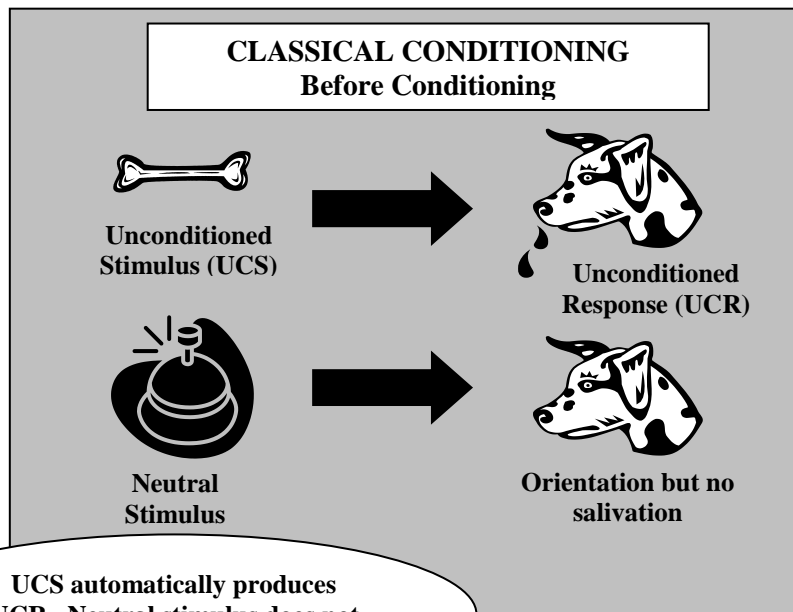 CLASSICAL CONDITIONING
Before Conditioning
Unconditioned
Stimulus (UCS)
Unconditioned
Response (UCR)
Neutral
Stimulus
Orientation but no
salivation
UCS automatically produces
UCR. Neutral stimulus does not